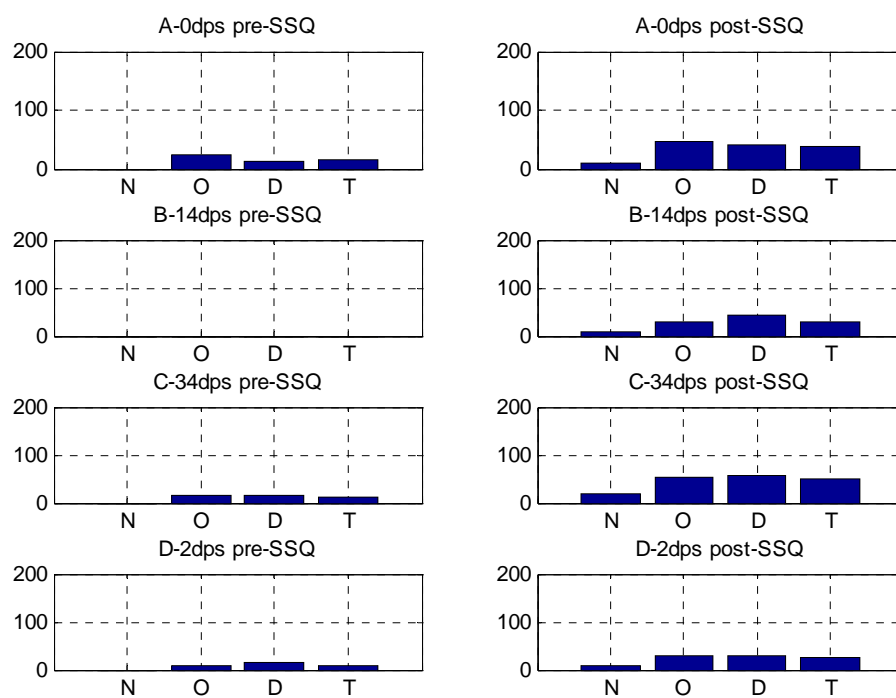 A-0dps pre-SSQ
200
100
0
N O D T
A-0dps post-SSQ
200
100
0
N O D T
B-14dps pre-SSQ
200
100
0
N O D T
B-14dps post-SSQ
200
100
0
N O D T
C-34dps pre-SSQ
200
100
0
N O D T
C-34dps post-SSQ
200
100
0
N O D T
D-2dps pre-SSQ
200
100
0
N O D T
D-2dps post-SSQ
200
100
0
N O D T